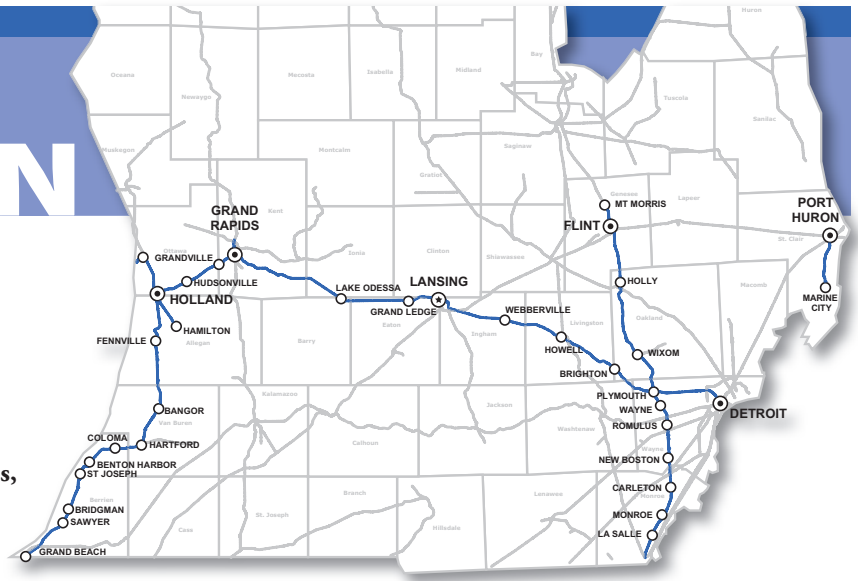 N
Huron
Oceana
Newaygo
Mecosta
Isabella
Midland
Bay
Tuscola
Sanilac
Muskegon
Montcalm
Gratiot
Saginaw
Genesee
Lapeer
MT MORRIS
PORT
HURON
FLINT
St. Clair
GRAND
RAPIDS
Kent
Ottawa
GRANDVILLE
Ionia
Clinton
Shiawassee
HUDSONVILLE
HOLLAND
LAKE ODESSA
LANSING
HOLLY
Macomb
MARINE
CITY
GRAND LEDGE
Eaton
WEBBERVILLE
Livingston
Oakland
Ingham
HAMILTON
Allegan
FENNVILLE
Barry
HOWELL
WIXOM
BRIGHTON
PLYMOUTH
WAYNE
DETROIT
Kalamazoo
BANGOR
Van Buren
Jackson
Washtenaw
ROMULUS
Wayne
COLOMA
HARTFORD
Calhoun
BENTON HARBOR
ST JOSEPH
NEW BOSTON
s,
Berrien
Cass
St. Joseph
Branch
Hillsdale
Lenawee
CARLETON
Monroe
BRIDGMAN
SAWYER
MONROE
LA SALLE
GRAND BEACH